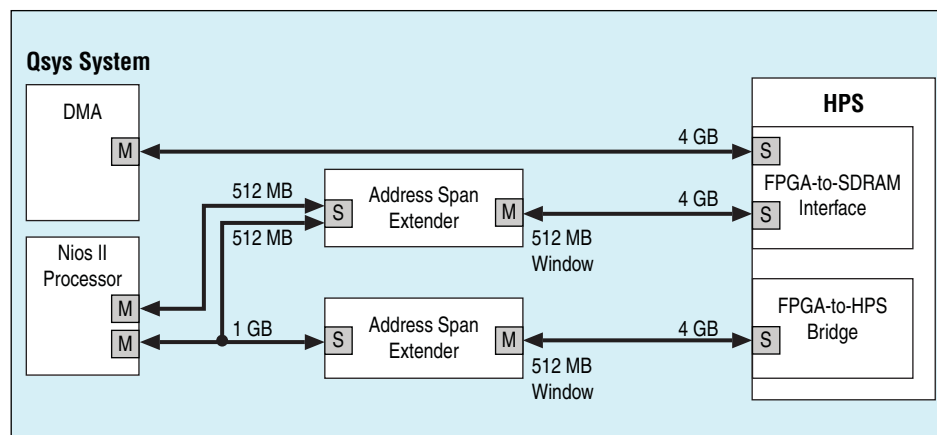 Qsys System
DMA
M
4 GB
HPS
S
FPGA-to-SDRAM
Interface
S
512 MB
512 MB
S
Address Span
Extender
M
4 GB
512 MB
Window
Nios II
Processor
M
M
1 GB
S
Address Span
Extender
M
4 GB
512 MB
Window
FPGA-to-HPS
Bridge
S